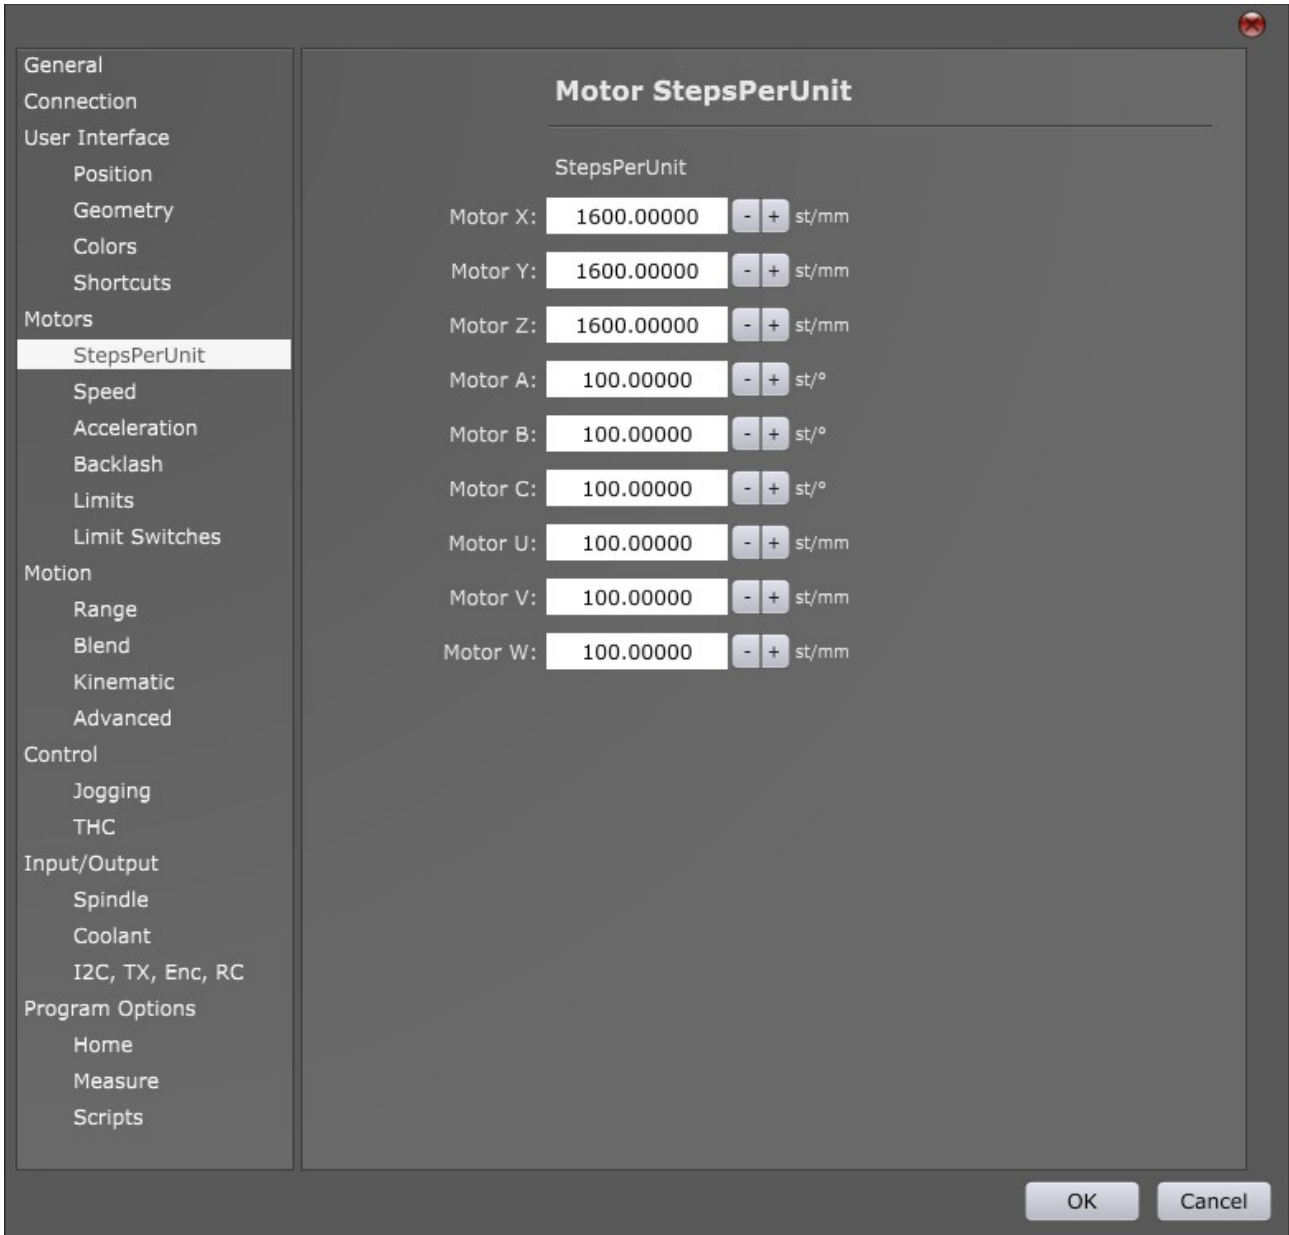 General
Connection
User Interface
Position
Geometry
Colors
Shortcuts
Motors
StepsPerUnit
Speed
Acceleration
Backlash
Limits
Limit Switches
Motion
Range
Blend
Kinematic
Advanced
Control
Jogging
THC
Input/Output
Spindle
Coolant
I2C, TX, Enc, RC
Program Options
Home
Measure
Scripts
Motor StepsPerUnit
StepsPerUnit
Motor X: 1600.00000 - + st/mm
Motor Y: 1600.00000 - + st/mm
Motor Z: 1600.00000 - + st/mm
Motor A: 100.00000 - + st/°
Motor B: 100.00000 - + st/°
Motor C: 100.00000 - + st/°
Motor U: 100.00000 - + st/mm
Motor V: 100.00000 - + st/mm
Motor W: 100.00000 - + st/mm
OK Cancel